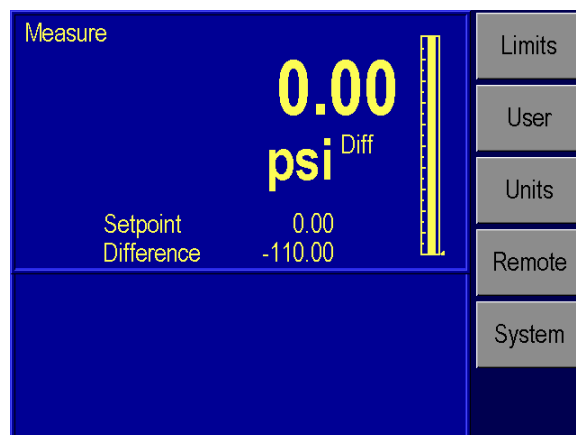 Measure
0.00
psi Diff
Setpoint 0.00
Difference -110.00
Limits
User
Units
Remote
System